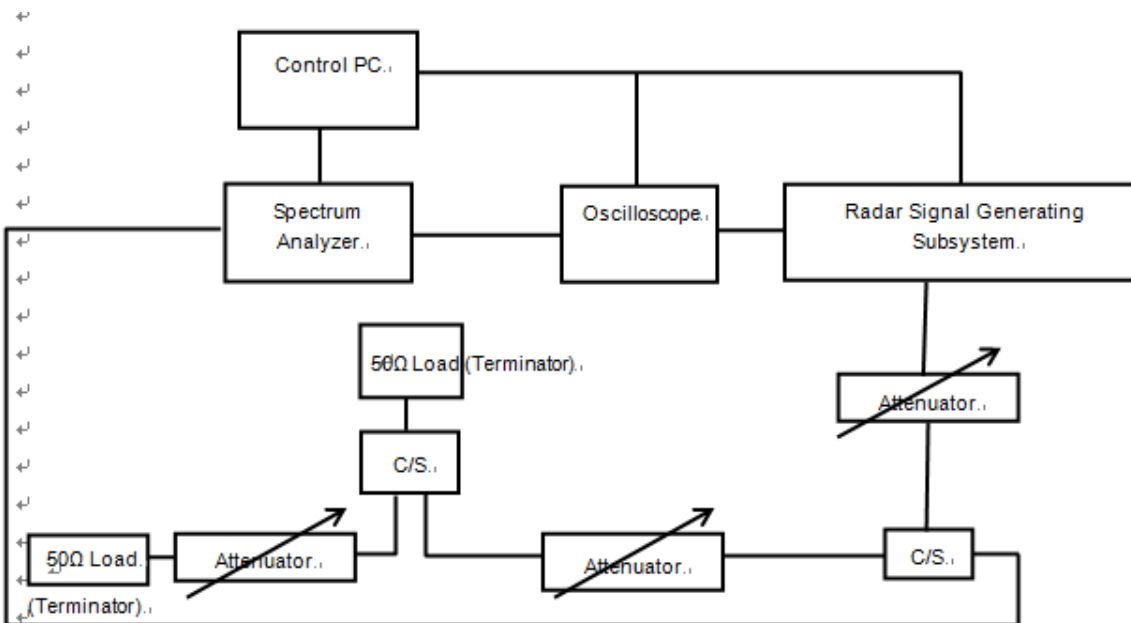 Control PC.
Spectrum
Analyzer.
Oscilloscope.
Radar Signal Generating
Subsystem.
50Ω Load (Terminator).
Attenuator.
C/S.
50Ω Load.
(Terminator).
Attenuator.
Attenuator.
C/S.